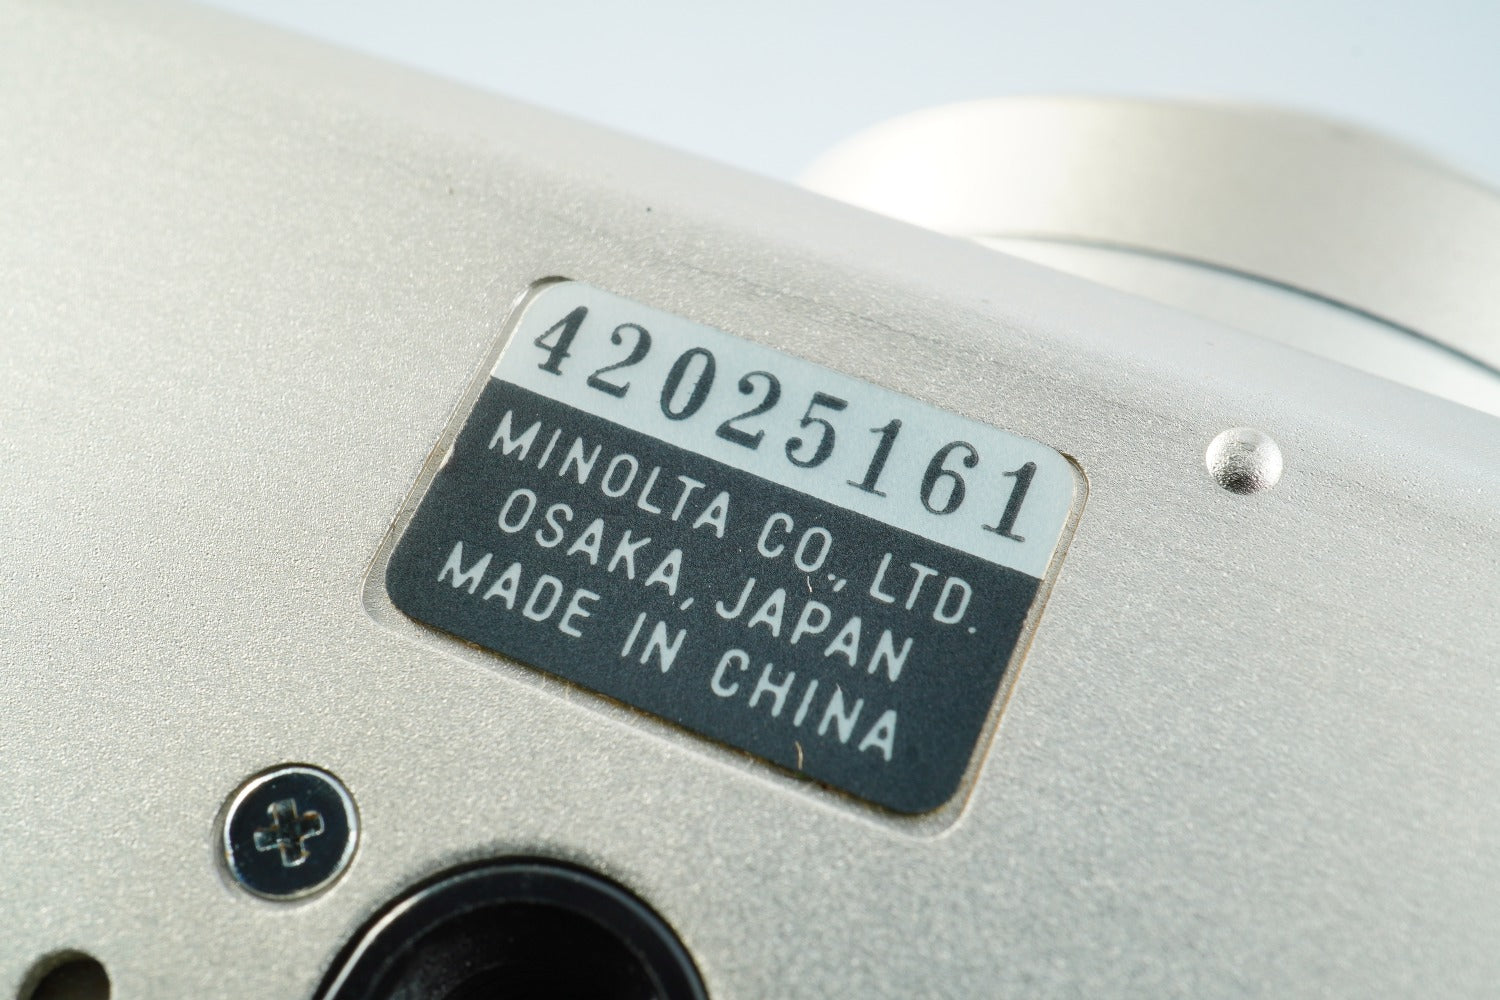 42025161
MINOLTA CO., LTD.
OSAKA, JAPAN
MADE IN CHINA